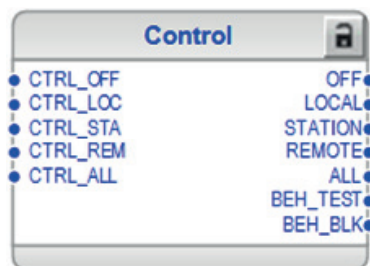 Control
CTRL_OFF OFF
CTRL_LOC LOCAL
CTRL_STA STATION
CTRL_REM REMOTE
CTRL_ALL ALL
BEH_TEST
BEH_BLK